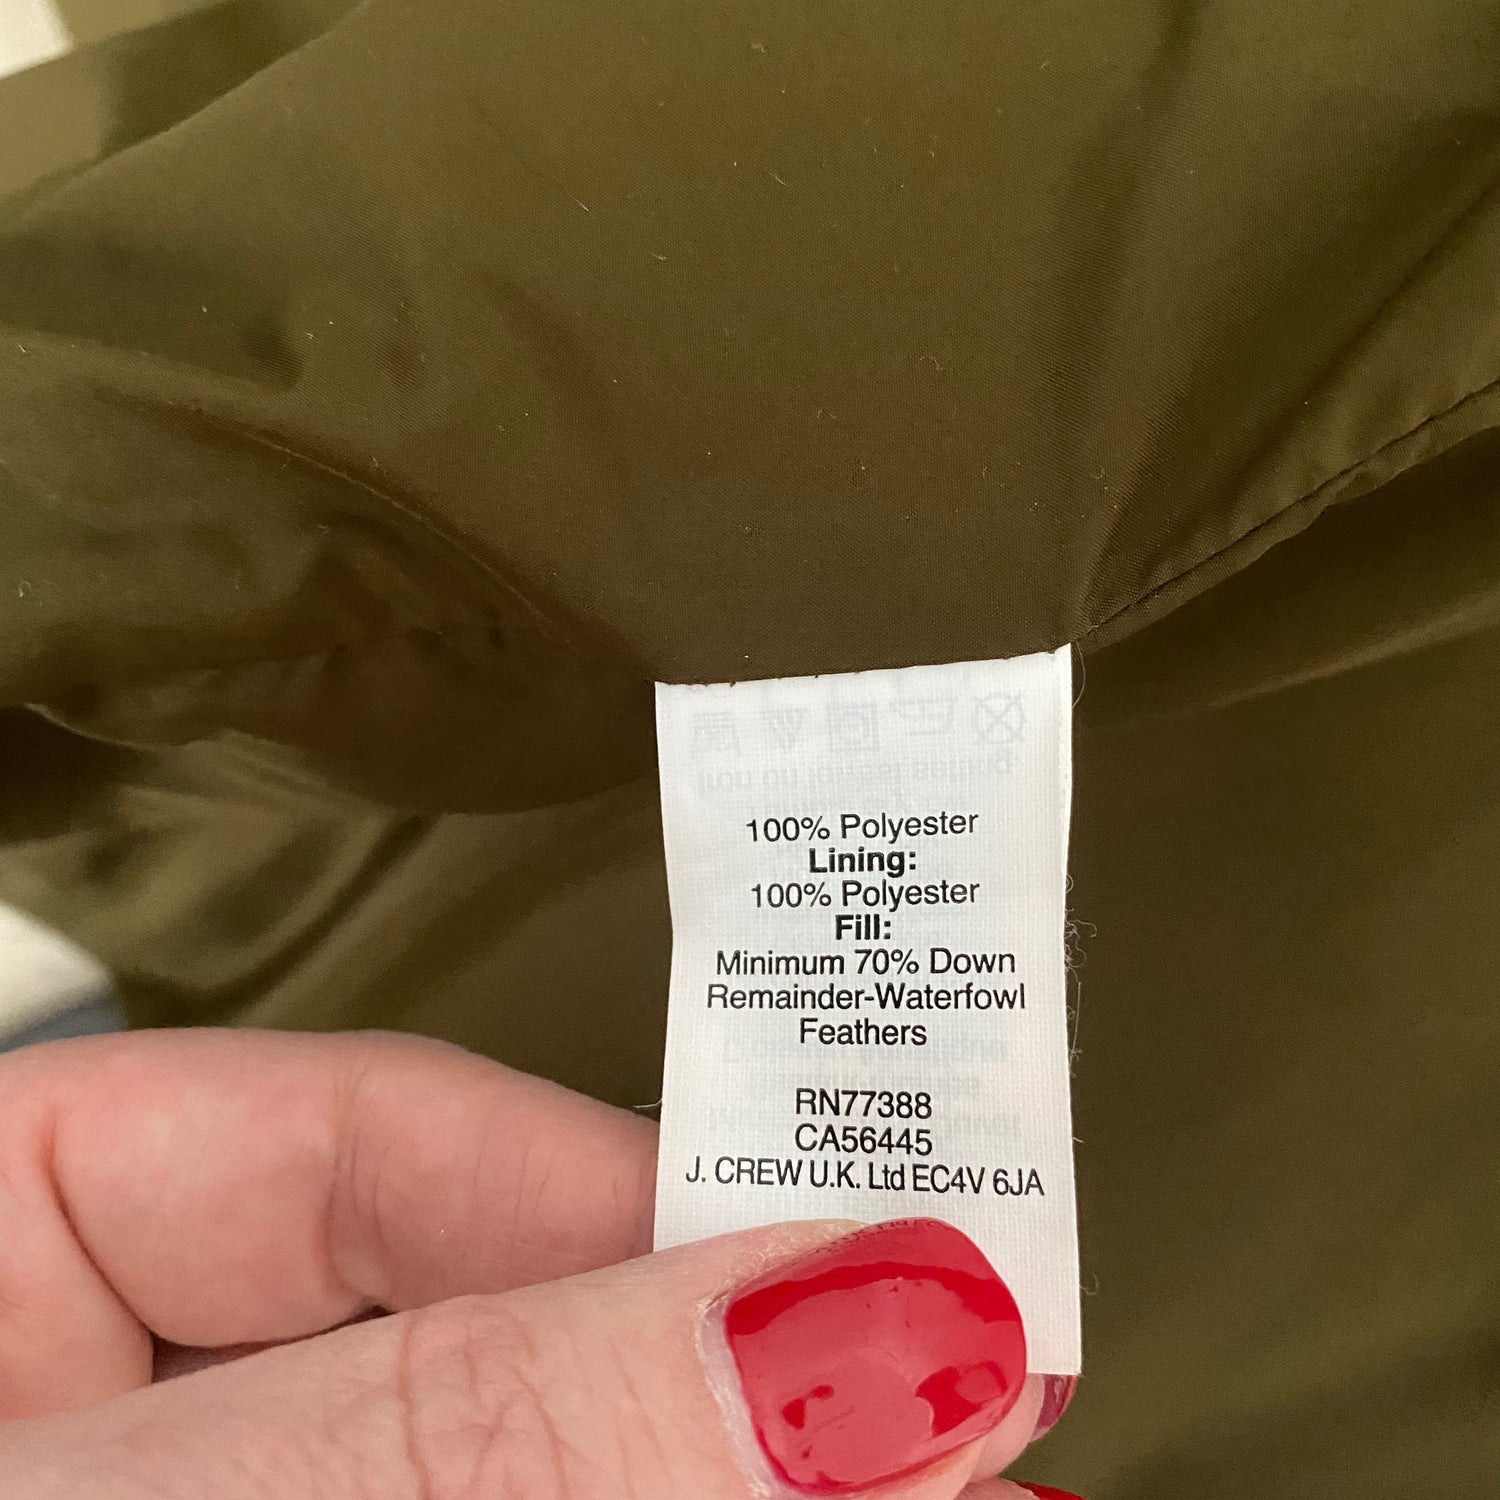 100% Polyester
Lining:
100% Polyester
Fill:
Minimum 70% Down
Remainder-Waterfowl
Feathers
RN77388
CA56445
J. CREW U.K. Ltd EC4V 6JA